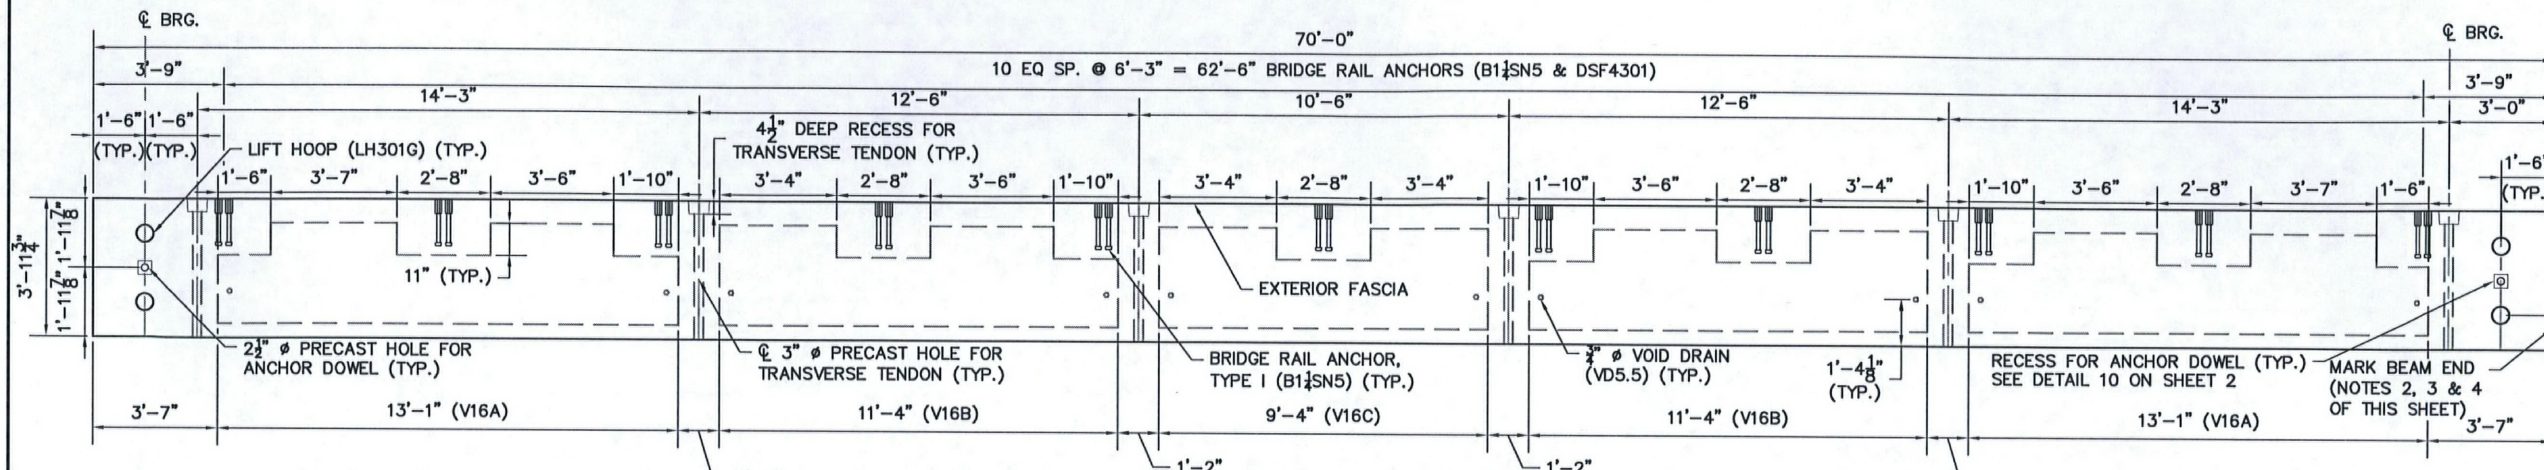 ℄ BRG.
℄ BRG.
70'-0"
3'-9"
10 EQ SP. @ 6'-3" = 62'-6" BRIDGE RAIL ANCHORS (B1¼SN5 & DSF4301)
3'-9"
14'-3"
12'-6"
10'-6"
12'-6"
14'-3"
3'-0"
1'-6"
1'-6"
(TYP.)
(TYP.)
LIFT HOOP (LH301G) (TYP.)
4½" DEEP RECESS FOR
TRANSVERSE TENDON (TYP.)
1'-6"
(TYP.
1'-6"
3'-7"
2'-8"
3'-6"
1'-10"
3'-4"
2'-8"
3'-6"
1'-10"
3'-4"
2'-8"
3'-4"
1'-10"
3'-6"
2'-8"
3'-4"
1'-10"
3'-6"
2'-8"
3'-7"
1'-6"
3'-11¾"
1'-11⅞"
1'-11⅞"
11" (TYP.)
EXTERIOR FASCIA
2½" ø PRECAST HOLE FOR
ANCHOR DOWEL (TYP.)
℄ 3" ø PRECAST HOLE FOR
TRANSVERSE TENDON (TYP.)
BRIDGE RAIL ANCHOR,
TYPE I (B1¼SN5) (TYP.)
¾" ø VOID DRAIN
(VD5.5) (TYP.)
1'-4⅛"
(TYP.)
RECESS FOR ANCHOR DOWEL (TYP.)
SEE DETAIL 10 ON SHEET 2
MARK BEAM END
(NOTES 2, 3 & 4
OF THIS SHEET)
3'-7"
13'-1" (V16A)
11'-4" (V16B)
9'-4" (V16C)
11'-4" (V16B)
13'-1" (V16A)
3'-7"
1'-2"
1'-2"